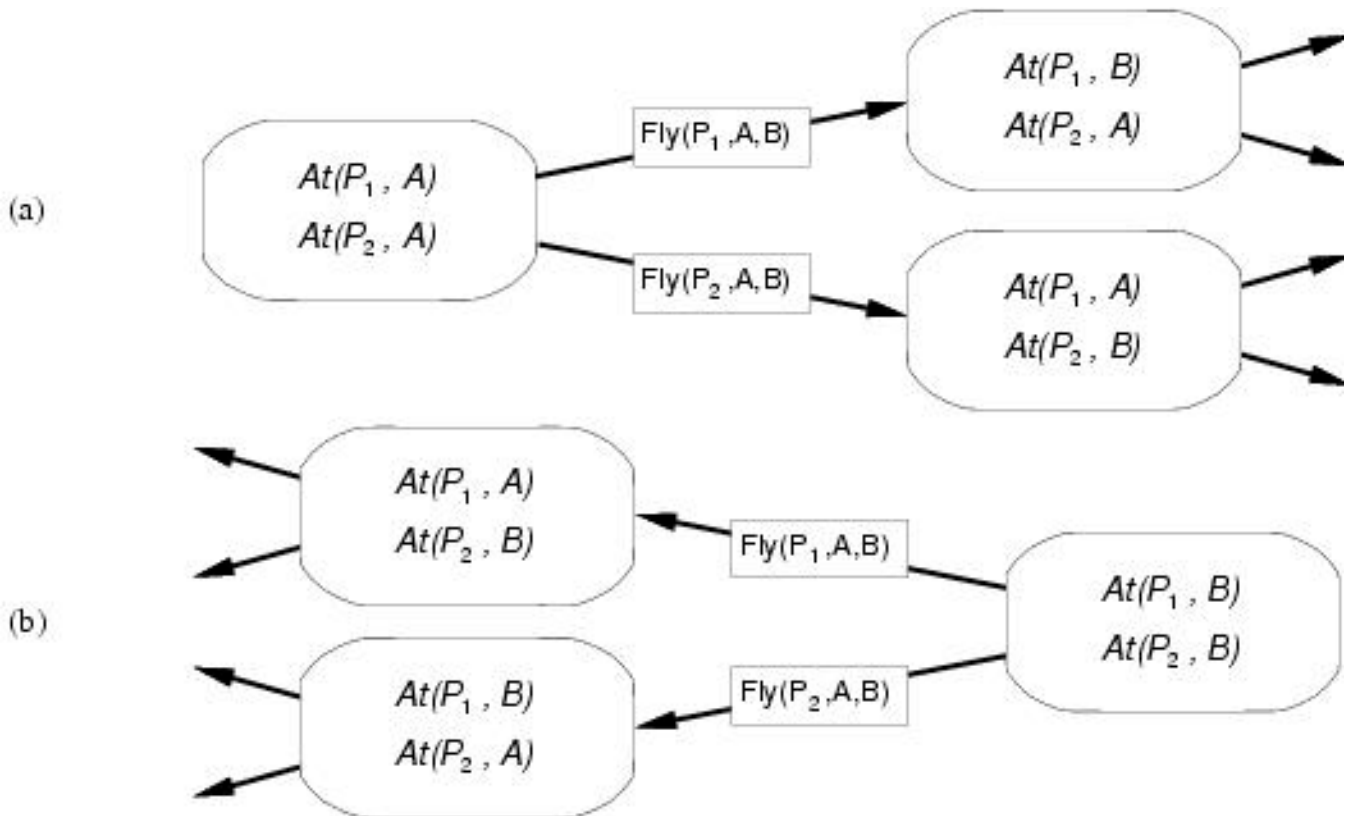 (a)
At(P₁ , A)
At(P₂ , A)
Fly(P₁,A,B)
Fly(P₂,A,B)
At(P₁ , B)
At(P₂ , A)
At(P₁ , A)
At(P₂ , B)
(b)
At(P₁ , A)
At(P₂ , B)
At(P₁ , B)
At(P₂ , A)
Fly(P₁,A,B)
Fly(P₂,A,B)
At(P₁ , B)
At(P₂ , B)